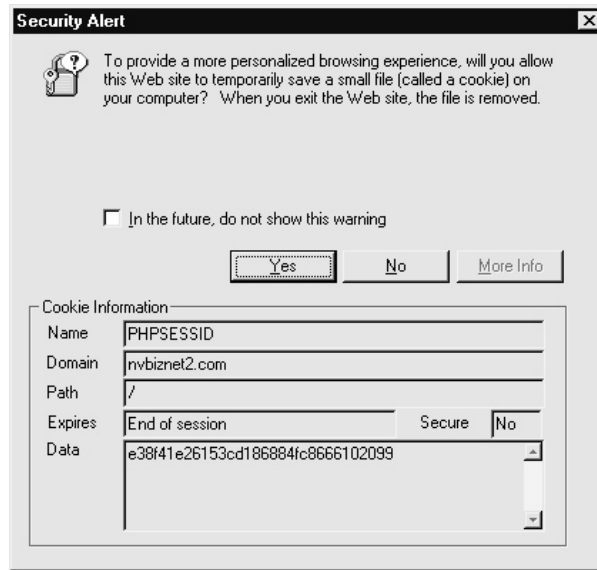 Security Alert
To provide a more personalized browsing experience, will you allow
this Web site to temporarily save a small file (called a cookie) on
your computer? When you exit the Web site, the file is removed.
In the future, do not show this warning
Yes No More Info
Cookie Information
Name PHPSESSID
Domain nvbiznet2.com
Path /
Expires End of session Secure No
Data e38f41e26153cd186884fc8666102099